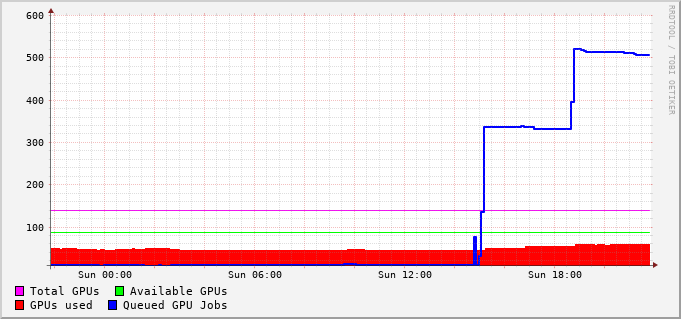 600
500
400
300
200
100
Sun 00:00 Sun 06:00 Sun 12:00 Sun 18:00
Total GPUs Available GPUs
GPUs used Queued GPU Jobs
RRDTOOL / TOBI OETIKER